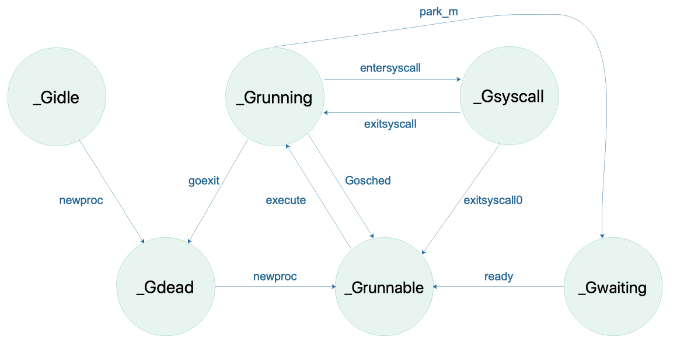 park_m
entersyscall
_Gidle
_Grunning
_Gsyscall
exitsyscall
goexit
Gosched
newproc
execute
exitsyscall0
newproc
ready
_Gdead
_Grunnable
_Gwaiting